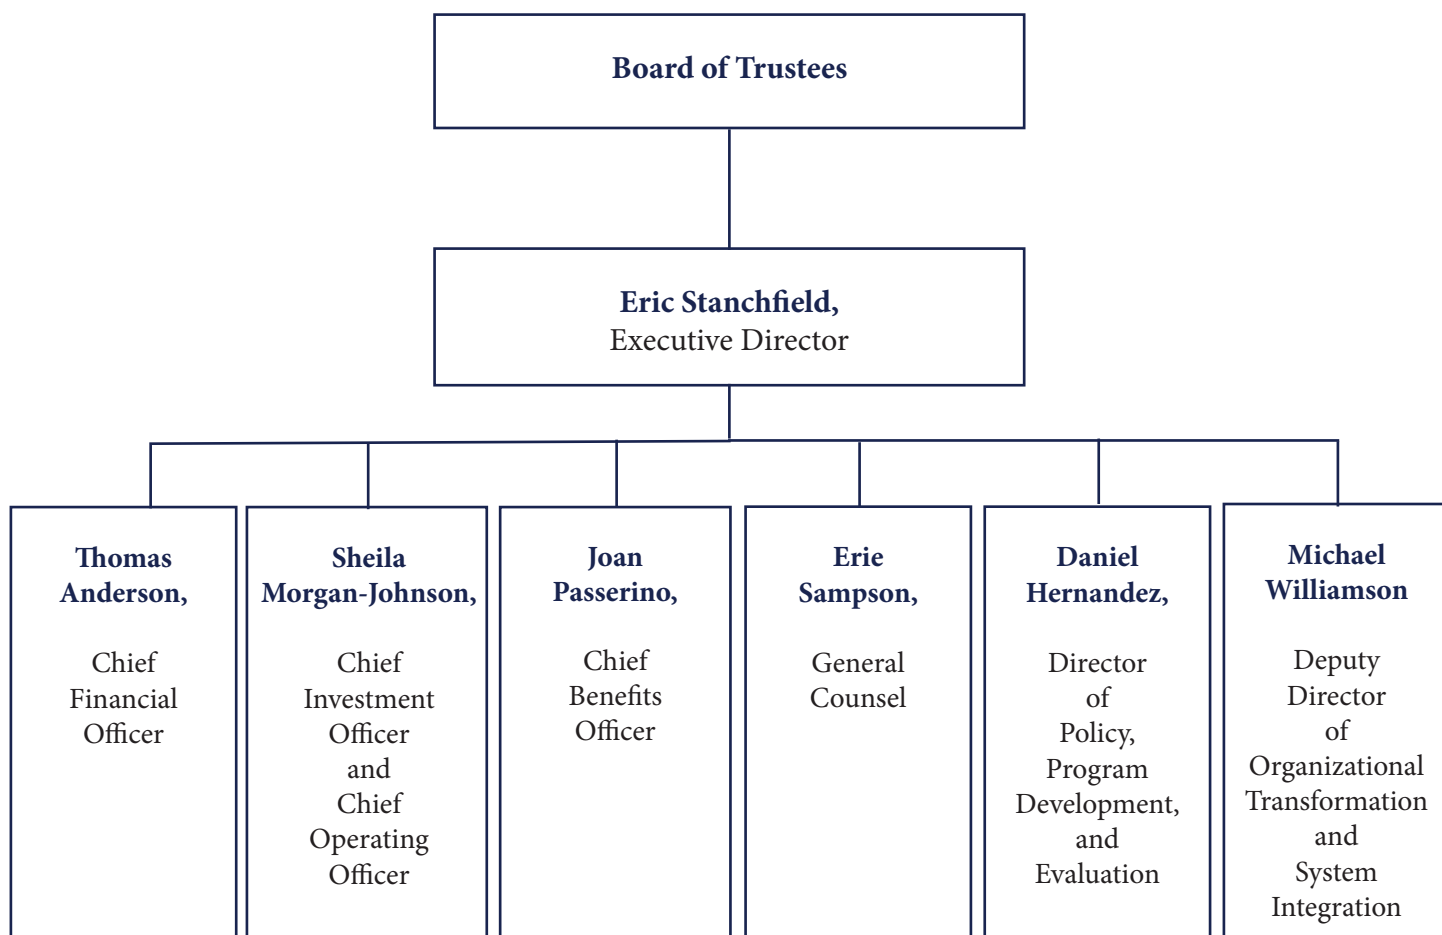 Board of Trustees
Eric Stanchfield,
Executive Director
Thomas
Anderson,
Chief
Financial
Officer
Sheila
Morgan-Johnson,
Chief
Investment
Officer
and
Chief
Operating
Officer
Joan
Passerino,
Chief
Benefits
Officer
Erie
Sampson,
General
Counsel
Daniel
Hernandez,
Director
of
Policy,
Program
Development,
and
Evaluation
Michael
Williamson
Deputy
Director
of
Organizational
Transformation
and
System
Integration